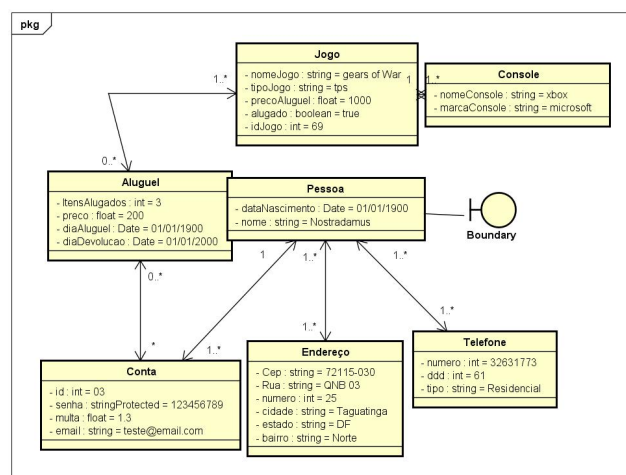 pkg
Jogo
- nomeJogo : string = gears of War
- tipoJogo : string = tps
- precoAluguel : float = 1000
- alugado : boolean = true
- idJogo : int = 69
1..*
1
1..*
Console
- nomeConsole : string = xbox
- marcaConsole : string = microsoft
0..*
Aluguel
- ItensAlugados : int = 3
- preco : float = 200
- diaAluguel : Date = 01/01/1900
- diaDevolucao : Date = 01/01/2000
Pessoa
- dataNascimento : Date = 01/01/1900
- nome : string = Nostradamus
Boundary
0..*
1
1..*
1..*
*
1..*
1..*
1..*
Conta
- id : int = 03
- senha : stringProtected = 123456789
- multa : float = 1.3
- email : string = teste@email.com
Endereço
- Cep : string = 72115-030
- Rua : string = QNB 03
- numero : int = 25
- cidade : string = Taguatinga
- estado : string = DF
- bairro : string = Norte
Telefone
- numero : int = 32631773
- ddd : int = 61
- tipo : string = Residencial